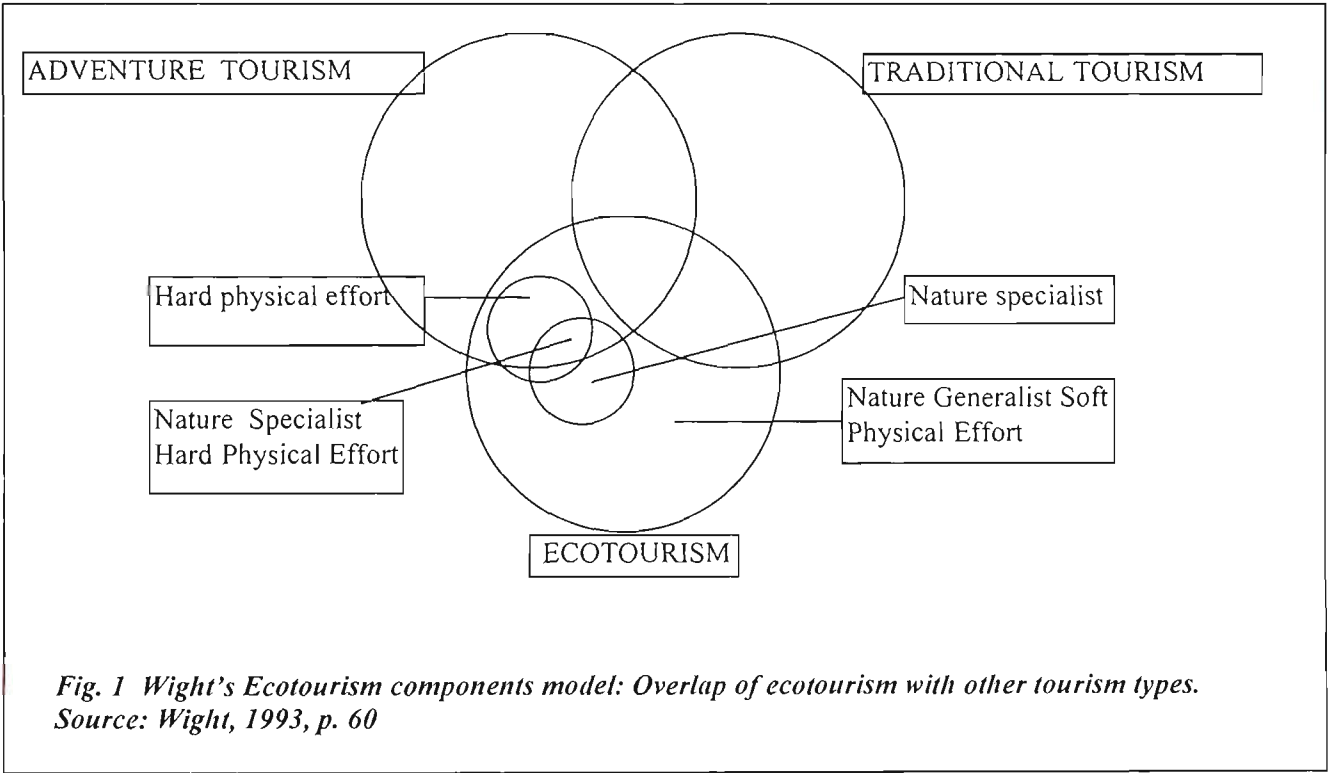 ADVENTURE TOURISM
TRADITIONAL TOURISM
Hard physical effort
Nature specialist
Nature Specialist
Hard Physical Effort
Nature Generalist Soft
Physical Effort
ECOTOURISM
Fig. 1 Wight's Ecotourism components model: Overlap of ecotourism with other tourism types.
Source: Wight, 1993, p. 60